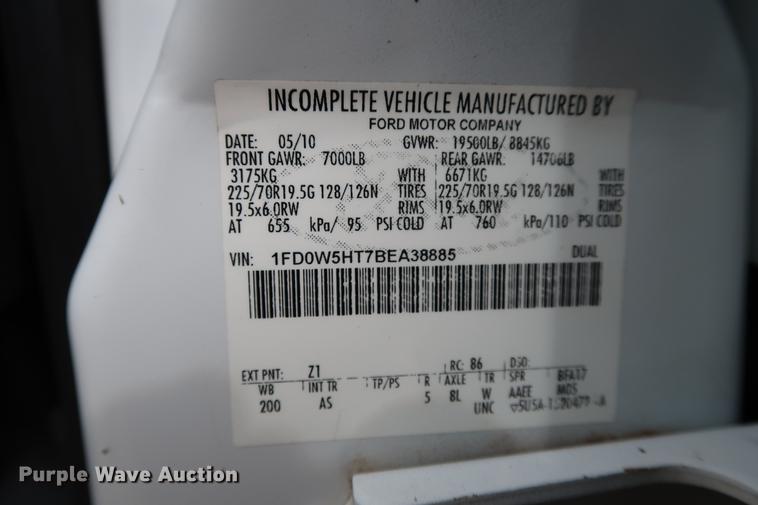 INCOMPLETE VEHICLE MANUFACTURED BY
FORD MOTOR COMPANY
DATE: 05/10 GVWR: 19500LB/ 8845KG
FRONT GAWR: 7000LB REAR GAWR: 14706LB
3175KG WITH 6671KG WITH
225/70R19.5G 128/126N TIRES 225/70R19.5G 128/126N TIRES
19.5x6.0RW RIMS 19.5x6.0RW RIMS
AT 655 kPa/ 95 PSI COLD AT 760 kPa/110 PSI COLD
VIN: 1FD0W5HT7BEA38885 DUAL
EXT PNT: Z1 RC: 86 DSO:
WB INT TR TP/PS R AXLE TR SPR BFA17
200 AS 5 8L W AAEE MDS
UNC
Purple Wave Auction